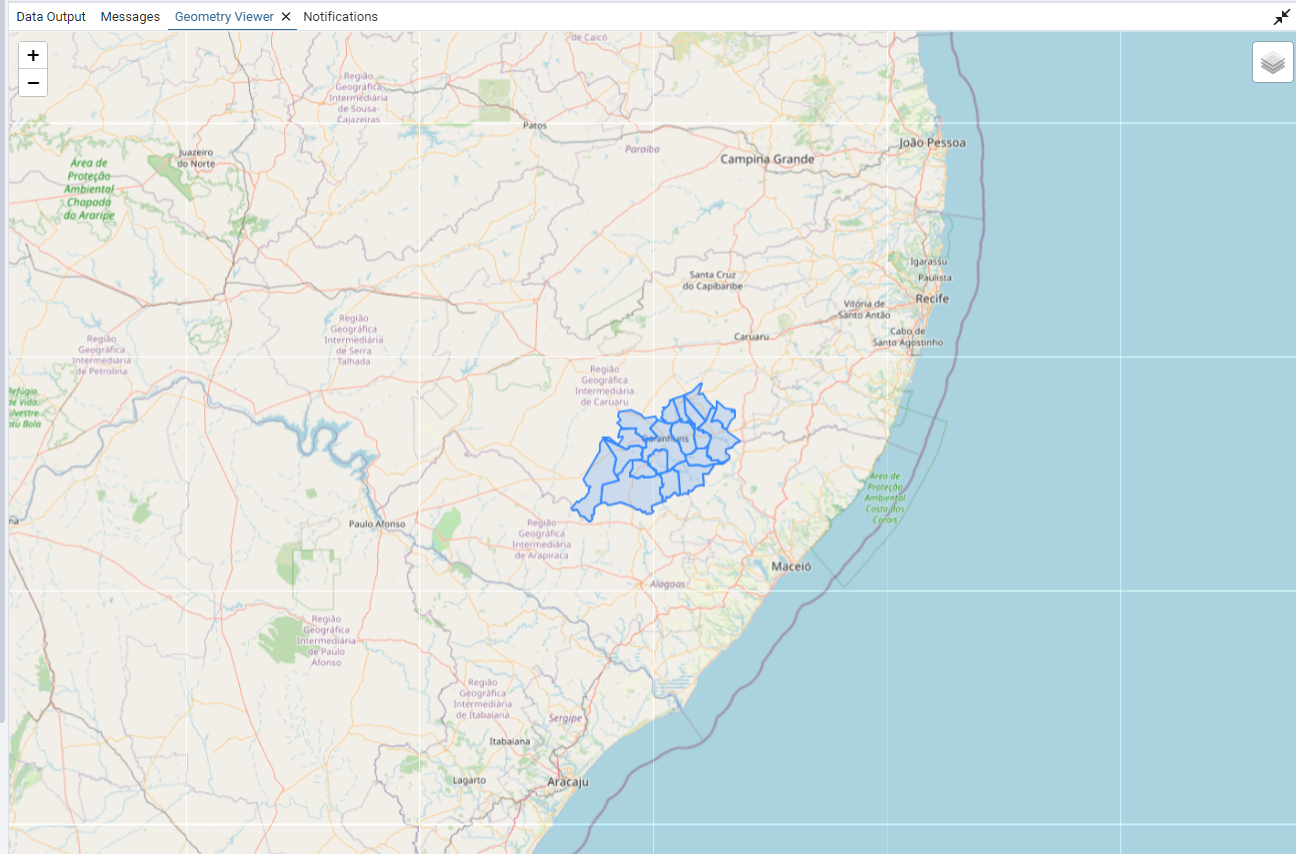 Data Output Messages Geometry Viewer Notifications
+
−
de Caicó
Região
Geográfica
Intermediária
de Sousa-
Cajazeiras
Patos
Paraíba
Campina Grande
João Pessoa
Juazeiro
do Norte
Área de
Proteção
Ambiental
Chapada
do Araripe
Igarassu
Paulista
Recife
Santa Cruz
do Capibaribe
Vitória de
Santo Antão
Cabo de
Santo Agostinho
Caruaru
Região
Geográfica
Intermediária
de Serra
Talhada
Região
Geográfica
Intermediária
de Petrolina
Região
Geográfica
Intermediária
de Caruaru
Refúgio
de Vida
Silvestre
Bola
Garanhuns
Área de
Proteção
Ambiental
Costa dos
Corais
Paulo Afonso
Região
Geográfica
Intermediária
de Arapiraca
Maceió
Alagoas
Região
Geográfica
Intermediária
de Paulo
Afonso
Região
Geográfica
Intermediária
de Itabaiana
Sergipe
Itabaiana
Lagarto
Aracaju